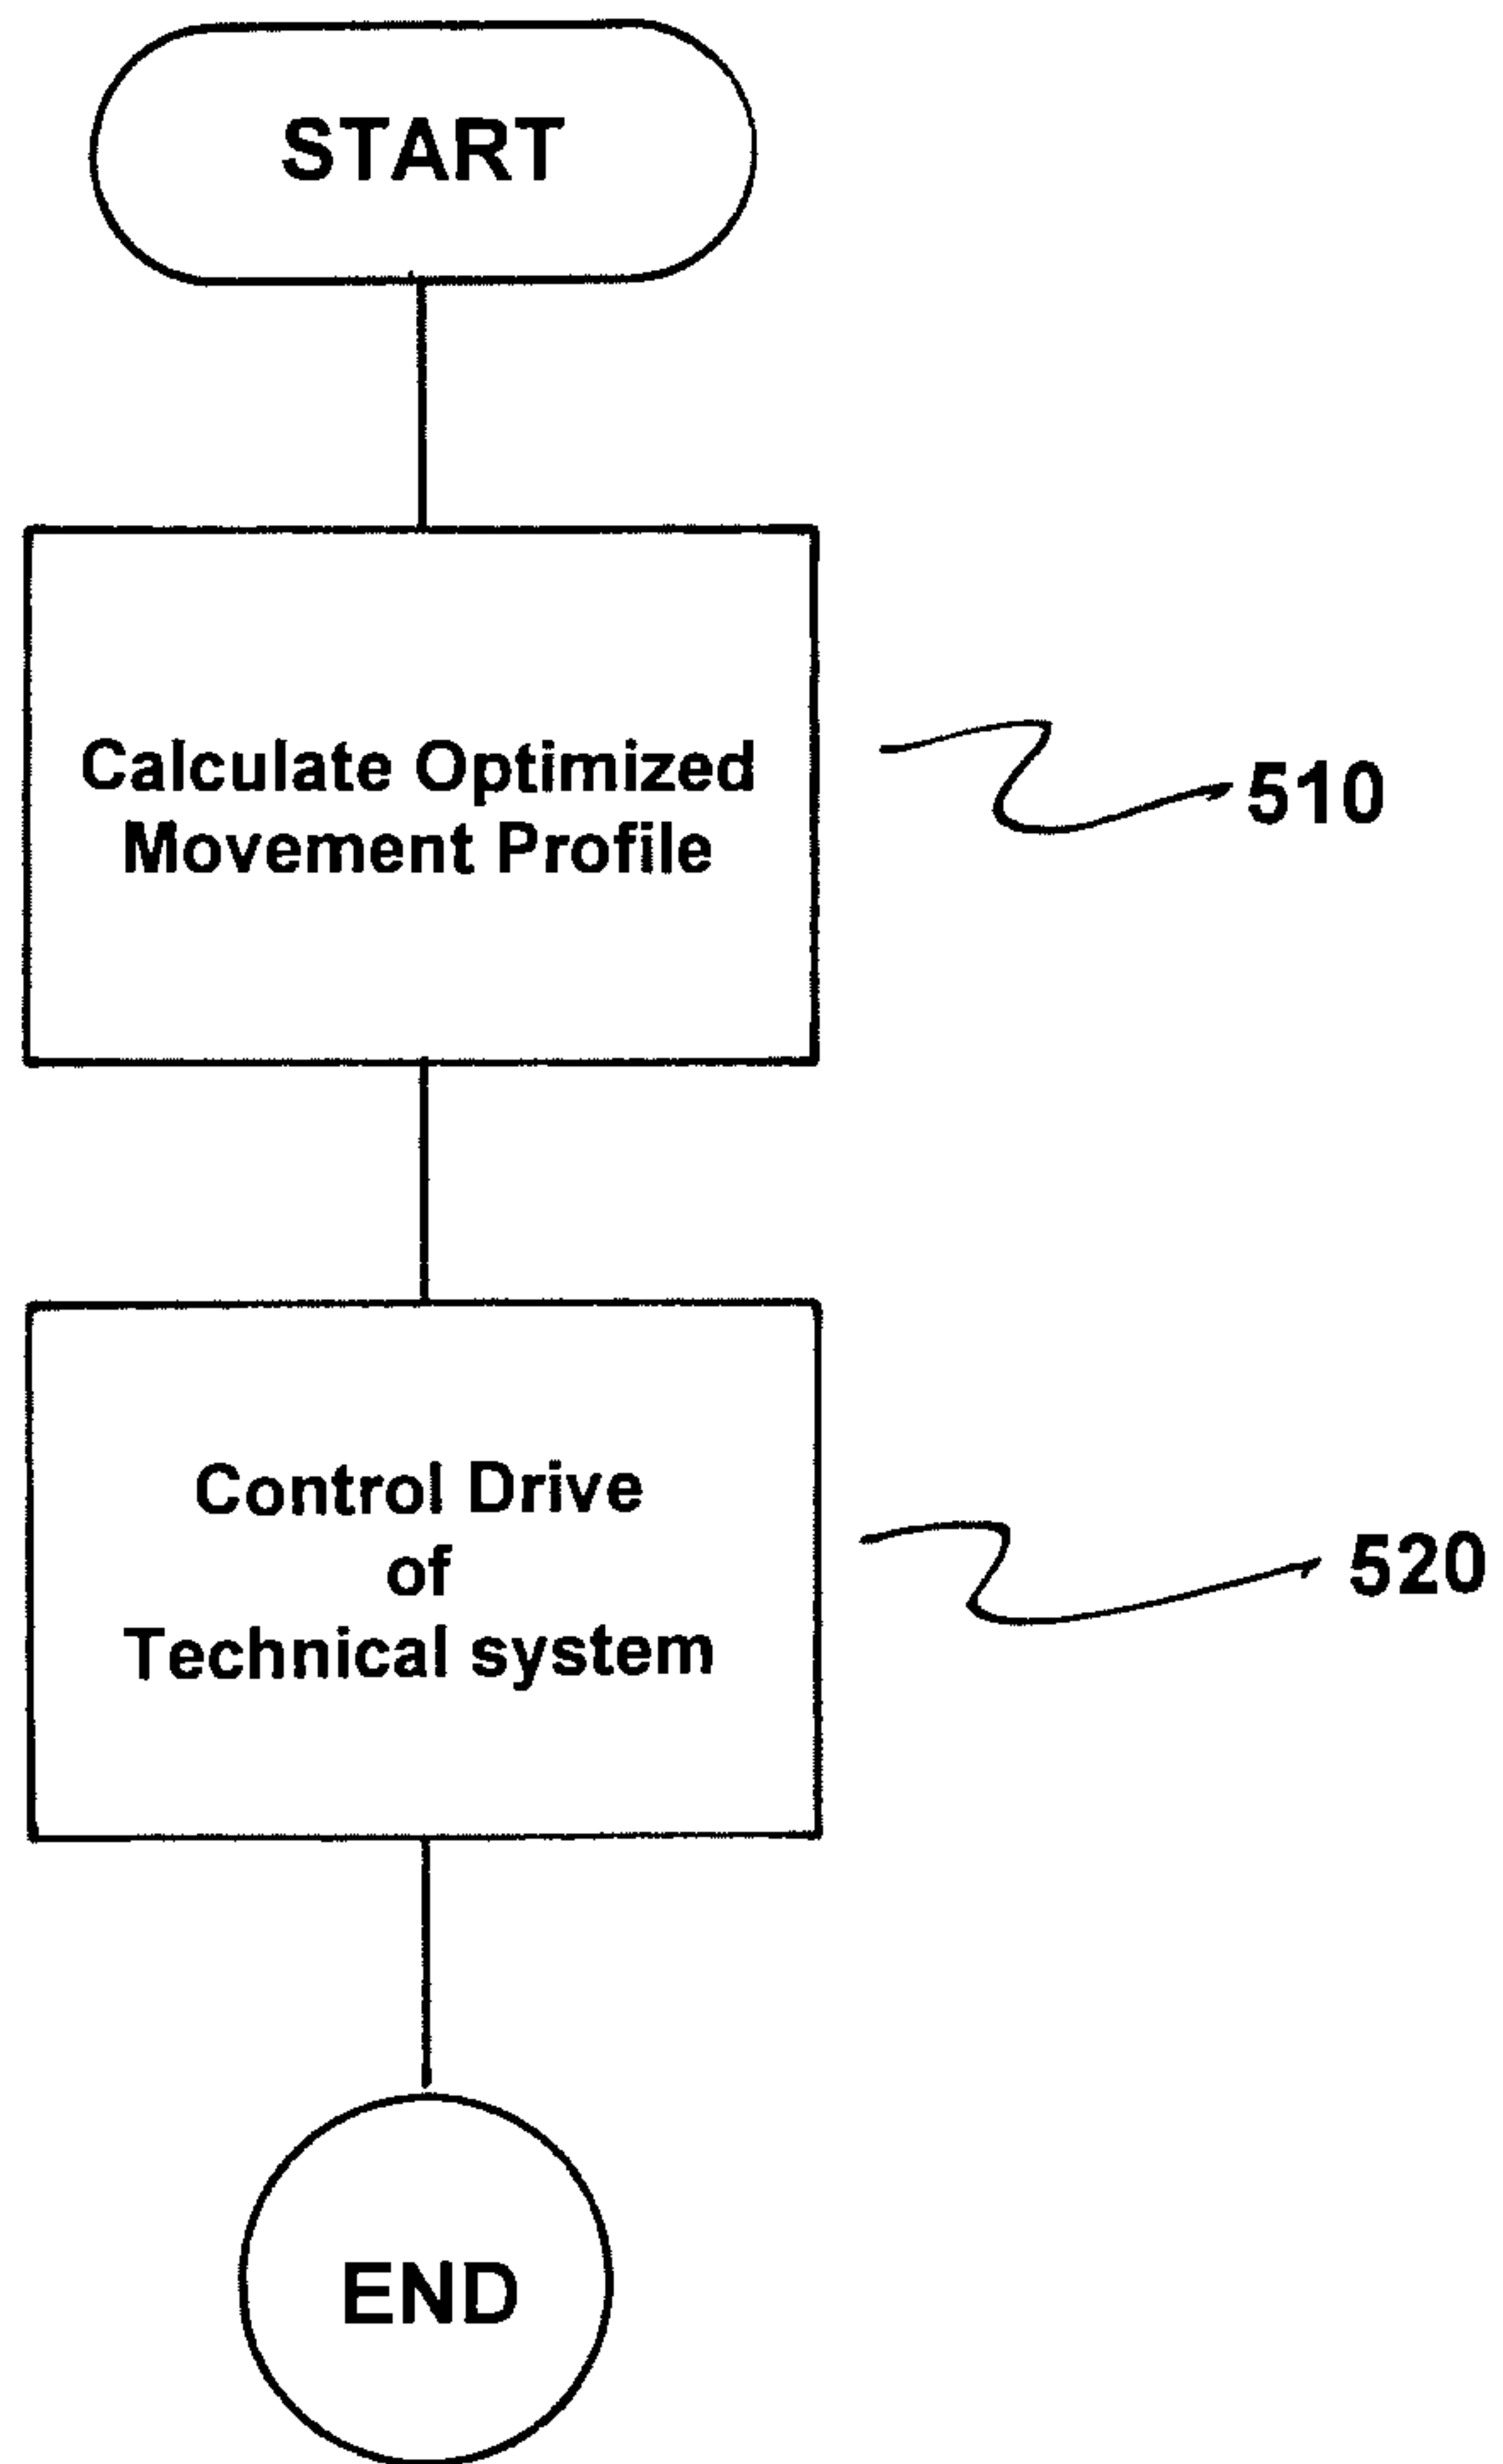 START
Calculate Optimized
Movement Profile
510
Control Drive
of
Technical system
520
END